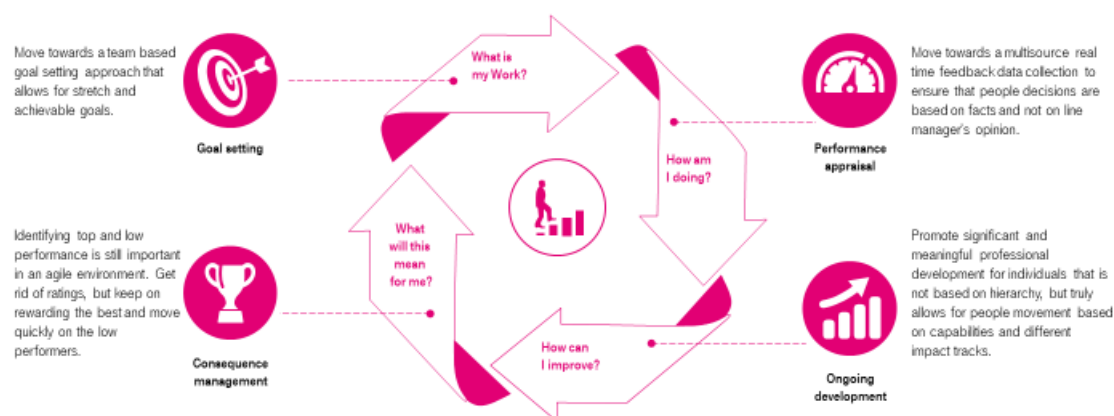 Move towards a team based
goal setting approach that
allows for stretch and
achievable goals.
Goal setting
What is
my Work?
Performance
appraisal
Move towards a multisource real
time feedback data collection to
ensure that people decisions are
based on facts and not on line
manager's opinion.
How am
I doing?
Identifying top and low
performance is still important
in an agile environment. Get
rid of ratings, but keep on
rewarding the best and move
quickly on the low
performers.
Consequence
management
What
will this
mean
for me?
How can
I improve?
Ongoing
development
Promote significant and
meaningful professional
development for individuals that is
not based on hierarchy, but truly
allows for people movement based
on capabilities and different
impact tracks.